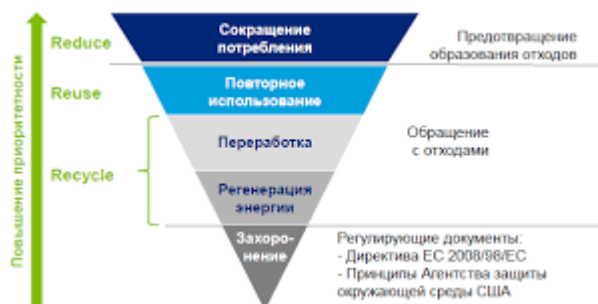 Повышение приоритетности
Reduce
Сокращение
потребления
Предотвращение
образования отходов
Reuse
Повторное
использование
Recycle
Переработка
Обращение
с отходами
Регенерация
энергии
Захоро-
нение
Регулирующие документы:
- Директива ЕС 2008/98/ЕС
- Принципы Агентства защиты
окружающей среды США